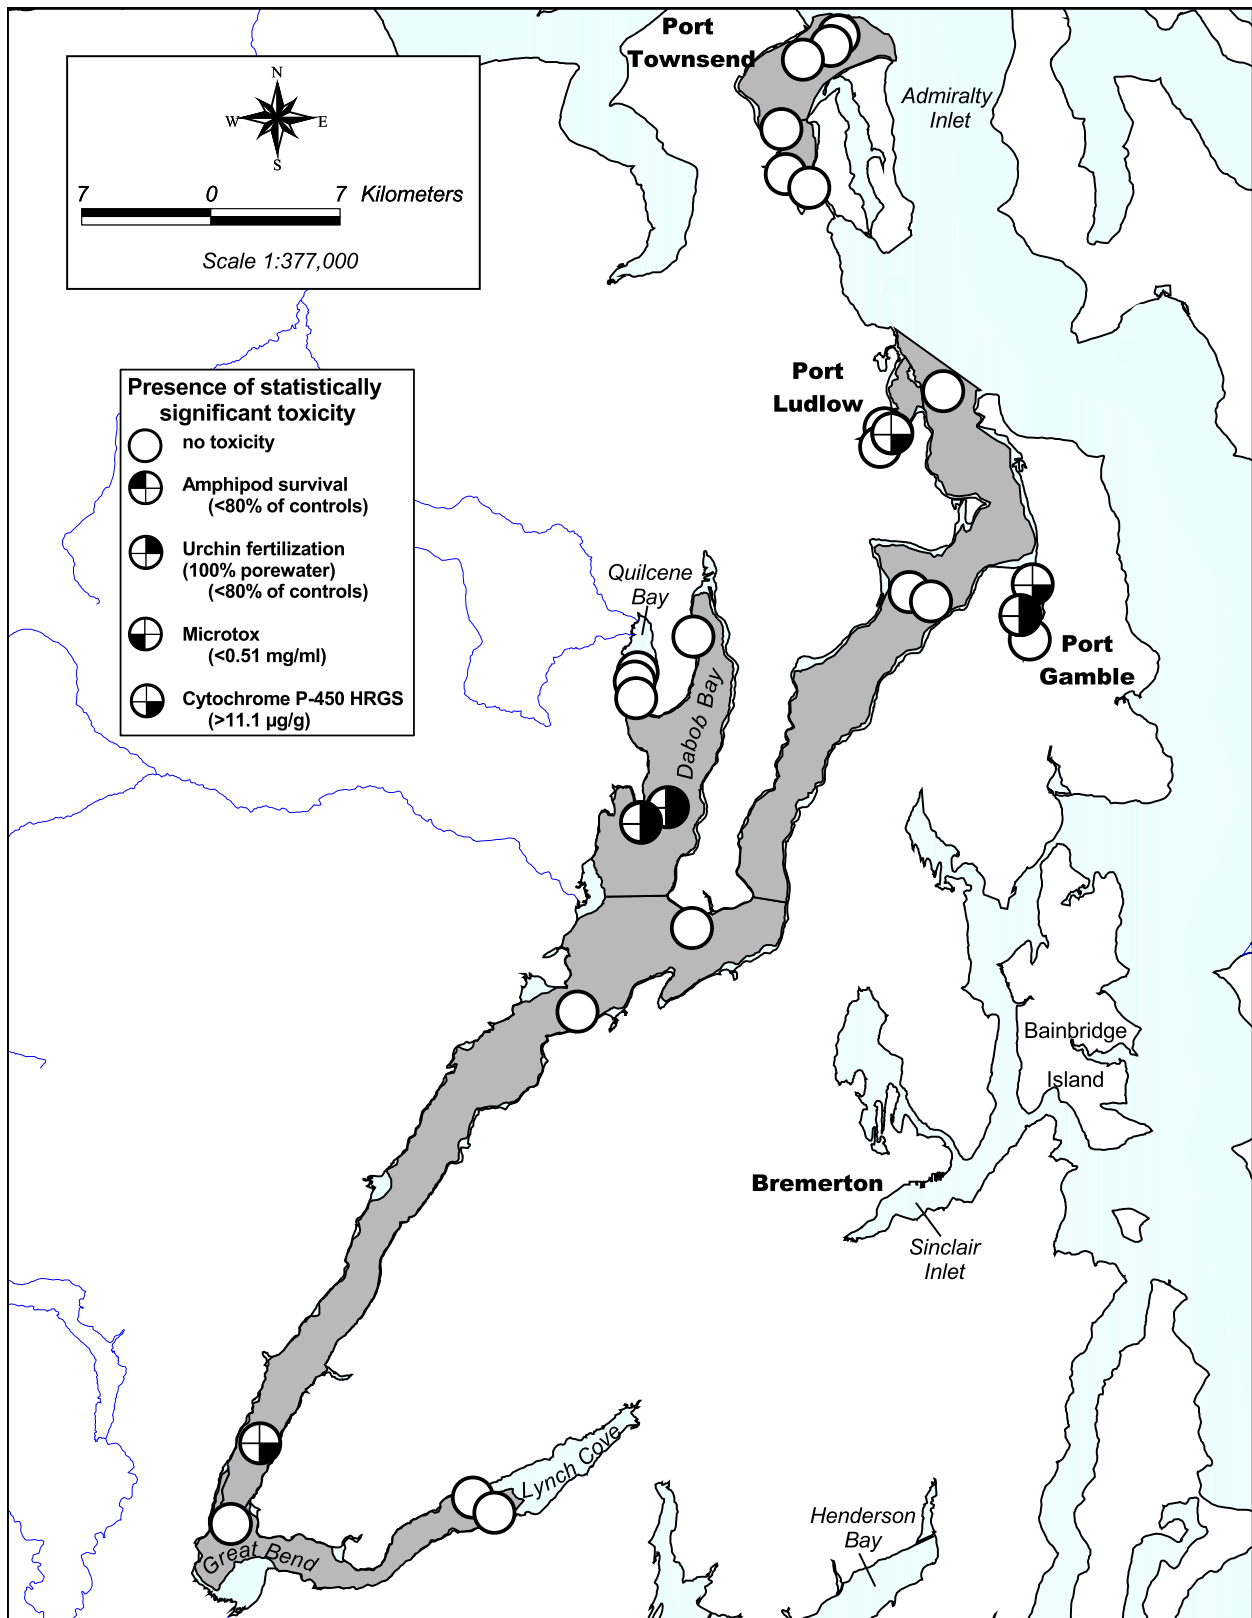 Port
Townsend
Admiralty
Inlet
N
W
E
S
7
0
7
Kilometers
Scale 1:377,000
Port
Ludlow
Presence of statistically
significant toxicity
no toxicity
Amphipod survival
(<80% of controls)
Urchin fertilization
(100% porewater)
<80% of controls)
Microtox
(<0.51 mg/ml)
Cytochrome P-450 HRGS
(>11.1 µg/g)
Quilcene
Bay
Port
Gamble
Dabob Bay
Bainbridge
Island
Bremerton
Sinclair
Inlet
Lynch Cove
Henderson
Bay
Great Bend